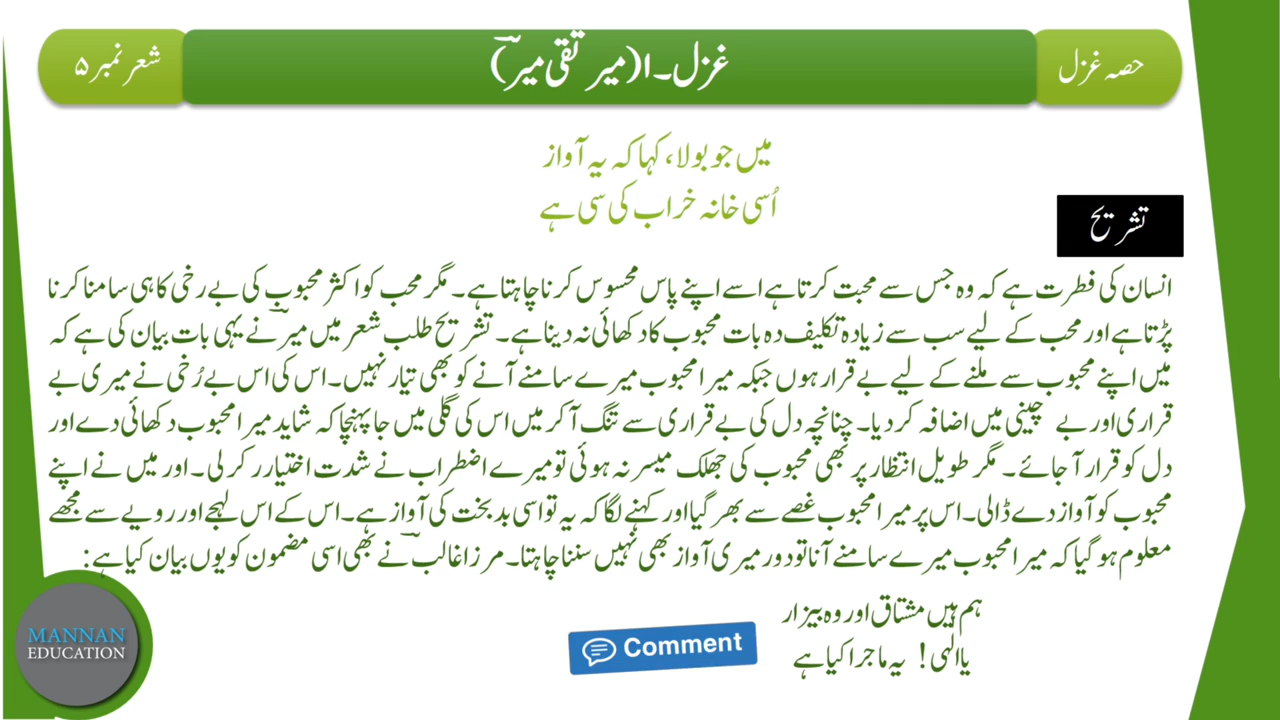 حصہ غزل
غزل۔۱(میر تقی میرؔ)
شعر نمبر ۵
میں جو بولا، کہا کہ یہ آواز
اُسی خانہ خراب کی سی ہے
تشریح
انسان کی فطرت ہے کہ وہ جس سے محبت کرتا ہے اسے اپنے پاس محسوس کرنا چاہتا ہے۔ مگر محب کو اکثر محبوب کی بے رخی کا ہی سامنا کرنا
پڑتا ہے اور محب کے لیے سب سے زیادہ تکلیف دہ بات محبوب کا دکھائی نہ دینا ہے۔ تشریح طلب شعر میں میرؔ نے یہی بات بیان کی ہے کہ
میں اپنے محبوب سے ملنے کے لیے بے قرار ہوں جبکہ میرا محبوب میرے سامنے آنے کو بھی تیار نہیں۔ اس کی اس بے رُخی نے میری بے
قراری اور بے چینی میں اضافہ کر دیا۔ چنانچہ دل کی بے قراری سے تنگ آ کر میں اس کی گلی میں جا پہنچا کہ شاید میرا محبوب دکھائی دے اور
دل کو قرار آ جائے۔ مگر طویل انتظار پر بھی محبوب کی جھلک میسر نہ ہوئی تو میرے اضطراب نے شدت اختیار کر لی۔ اور میں نے اپنے
محبوب کو آواز دے ڈالی۔ اس پر میرا محبوب غصے سے بھر گیا اور کہنے لگا کہ یہ تو اسی بدبخت کی آواز ہے۔ اس کے اس لہجے اور رویے سے مجھے
معلوم ہو گیا کہ میرا محبوب میرے سامنے آنا تو دور میری آواز بھی نہیں سننا چاہتا۔ مرزا غالبؔ نے بھی اسی مضمون کو یوں بیان کیا ہے:
ہم ہیں مشتاق اور وہ بیزار
یا الٰہی! یہ ماجرا کیا ہے
Comment
MANNAN
EDUCATION